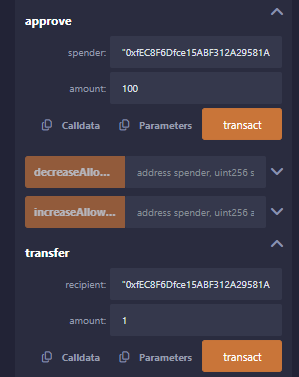 approve
spender: "0xfEC8F6Dfce15ABF312A29581A
amount: 100
Calldata Parameters transact
decreaseAllo... address spender, uint256 s
increaseAllow... address spender, uint256 a
transfer
recipient: "0xfEC8F6Dfce15ABF312A29581A
amount: 1
Calldata Parameters transact